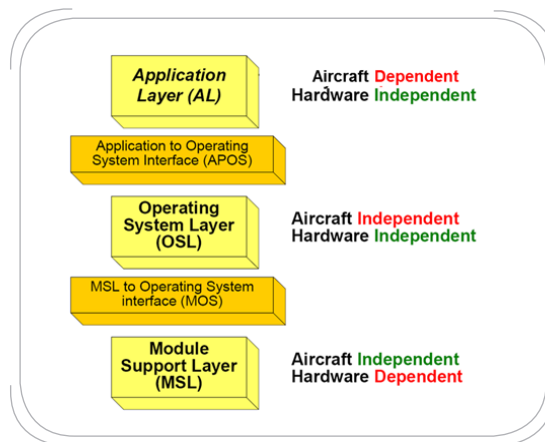 Application
Layer (AL)
Aircraft Dependent
Hardware Independent
Application to Operating
System Interface (APOS)
Operating
System Layer
(OSL)
Aircraft Independent
Hardware Independent
MSL to Operating System
interface (MOS)
Module
Support Layer
(MSL)
Aircraft Independent
Hardware Dependent